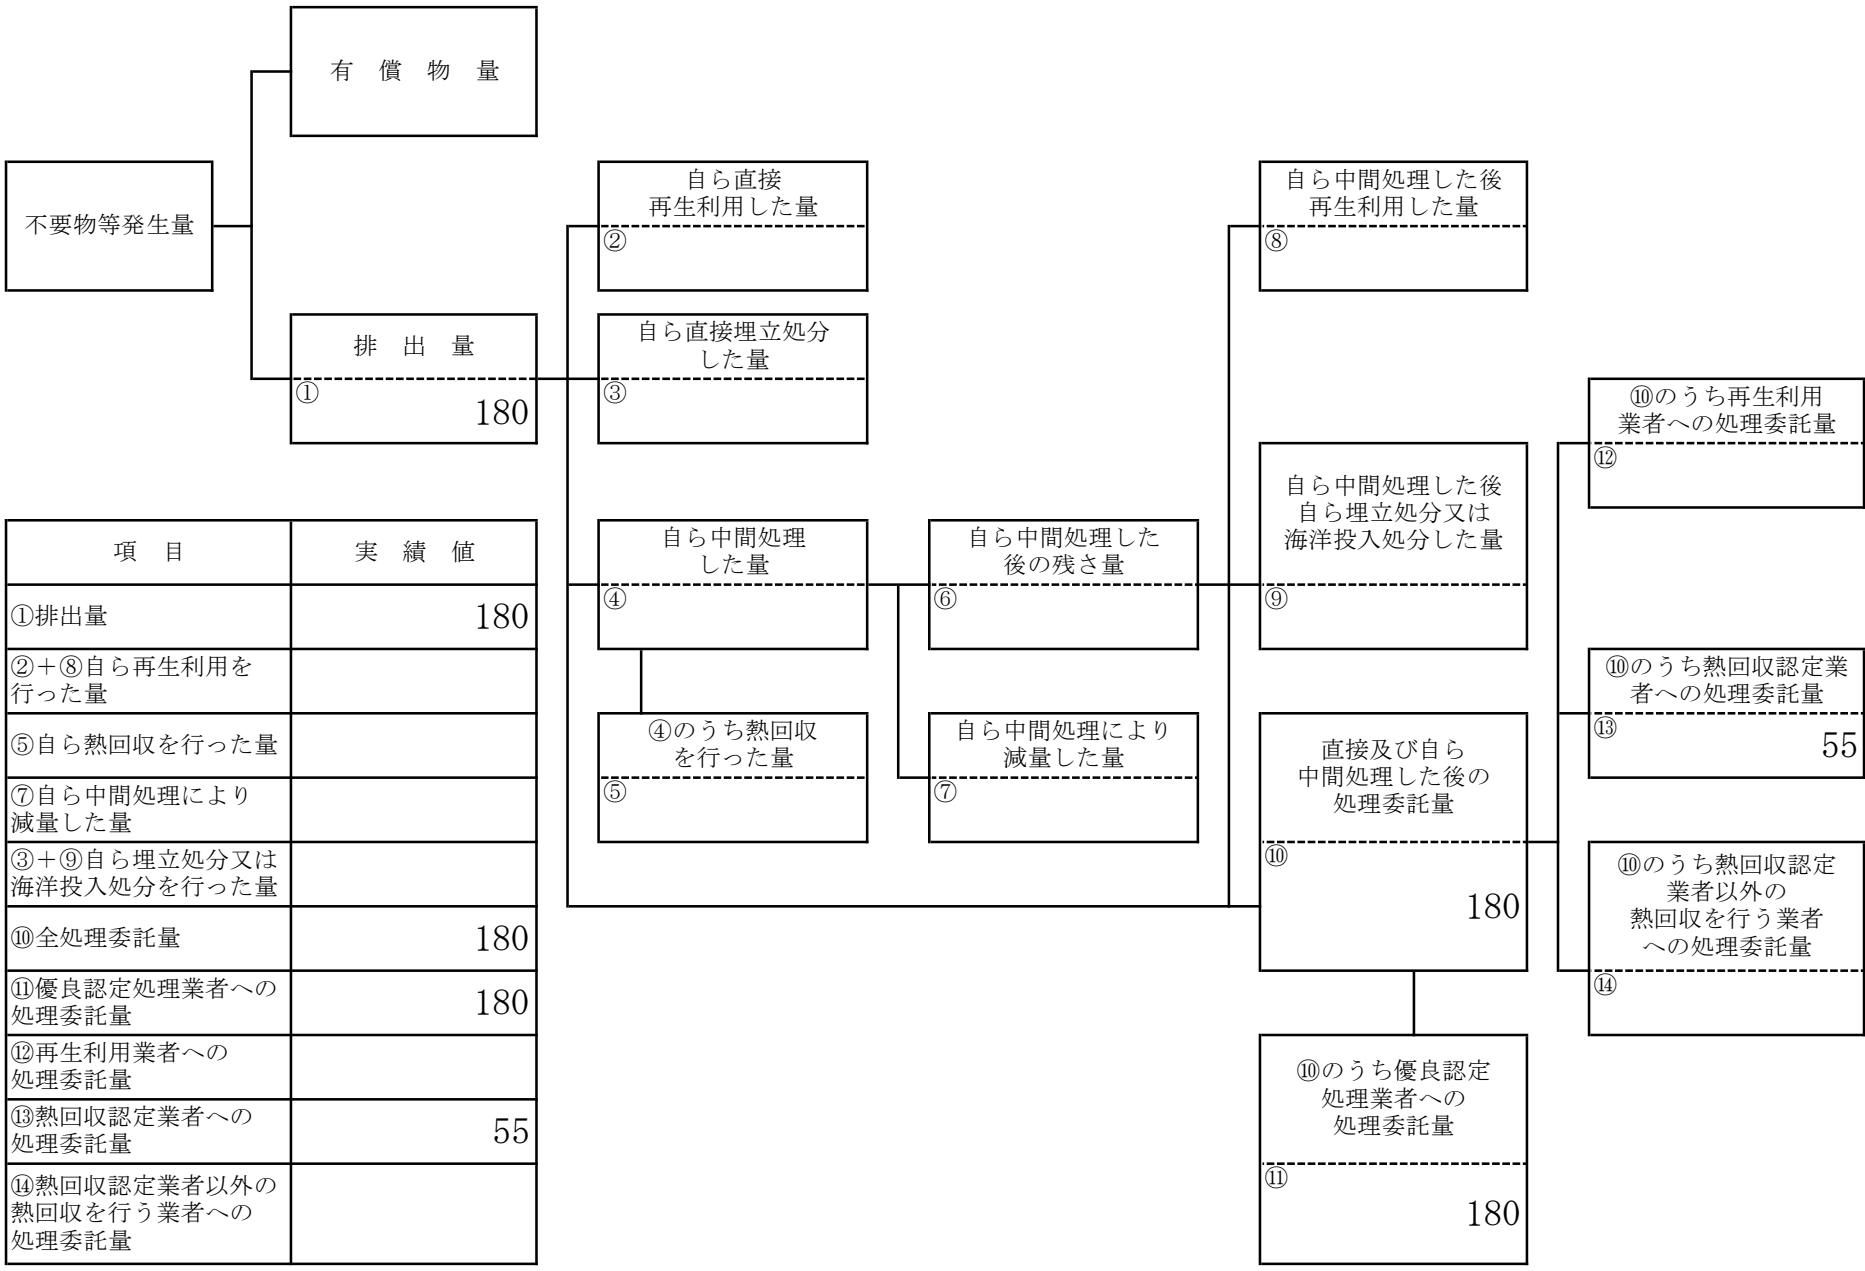 有　償　物　量
不要物等発生量
排　出　量
①
180
自ら直接
再生利用した量
②
自ら直接埋立処分
した量
③
自ら中間処理
した量
④
④のうち熱回収
を行った量
⑤
自ら中間処理した
後の残さ量
⑥
自ら中間処理により
減量した量
⑦
自ら中間処理した後
再生利用した量
⑧
自ら中間処理した後
自ら埋立処分又は
海洋投入処分した量
⑨
直接及び自ら
中間処理した後の
処理委託量
⑩
180
⑩のうち優良認定
処理業者への
処理委託量
⑪
180
⑩のうち再生利用
業者への処理委託量
⑫
⑩のうち熱回収認定業
者への処理委託量
⑬
55
⑩のうち熱回収認定
業者以外の
熱回収を行う業者
への処理委託量
⑭
項　目　実　績　値
①排出量　180
②＋⑧自ら再生利用を
行った量
⑤自ら熱回収を行った量
⑦自ら中間処理により
減量した量
③＋⑨自ら埋立処分又は
海洋投入処分を行った量
⑩全処理委託量　180
⑪優良認定処理業者への
処理委託量　180
⑫再生利用業者への
処理委託量
⑬熱回収認定業者への
処理委託量　55
⑭熱回収認定業者以外の
熱回収を行う業者への
処理委託量